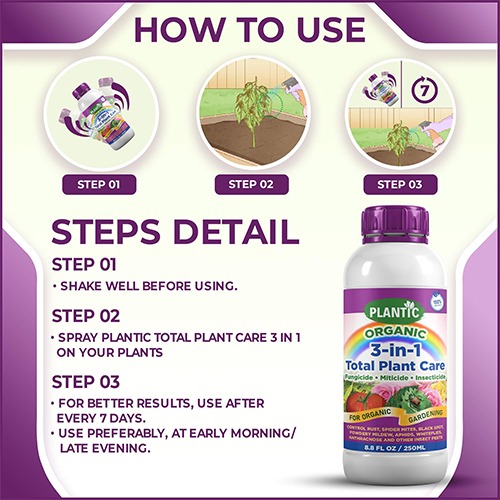 HOW TO USE
7
STEP 01
STEP 02
STEP 03
STEPS DETAIL
STEP 01
• SHAKE WELL BEFORE USING.
STEP 02
• SPRAY PLANTIC TOTAL PLANT CARE 3 IN 1
ON YOUR PLANTS
STEP 03
• FOR BETTER RESULTS, USE AFTER
EVERY 7 DAYS.
• USE PREFERABLY, AT EARLY MORNING/
LATE EVENING.
PLANTIC
ORGANIC
3-in-1
Total Plant Care
Fungicide • Miticide • Insecticide
FOR ORGANIC GARDENING
CONTROL RUST, SPIDER MITES, BLACK SPOT,
POWDERY MILDEW, APHIDS, WHITEFLIES,
ANTHRACNOSE AND OTHER INSECT PESTS
8.8 FL OZ / 250ML